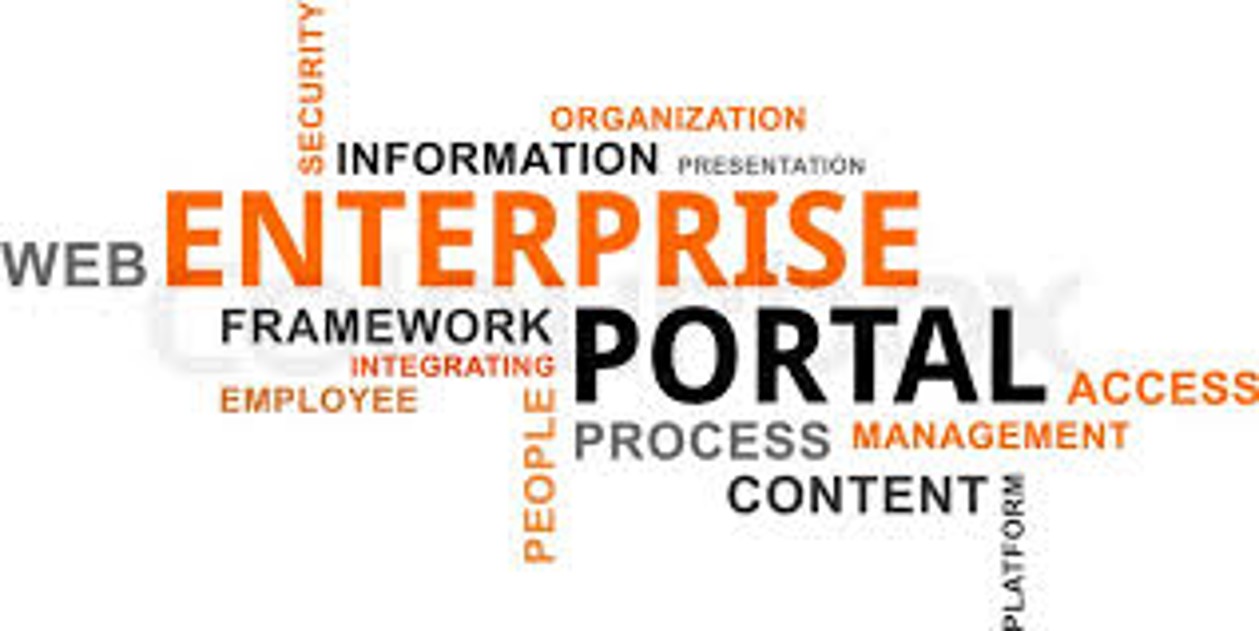 SECURITY
ORGANIZATION
INFORMATION PRESENTATION
WEB ENTERPRISE
FRAMEWORK PORTAL
INTEGRATING
EMPLOYEE ACCESS
PEOPLE
PROCESS MANAGEMENT
CONTENT
PLATFORM